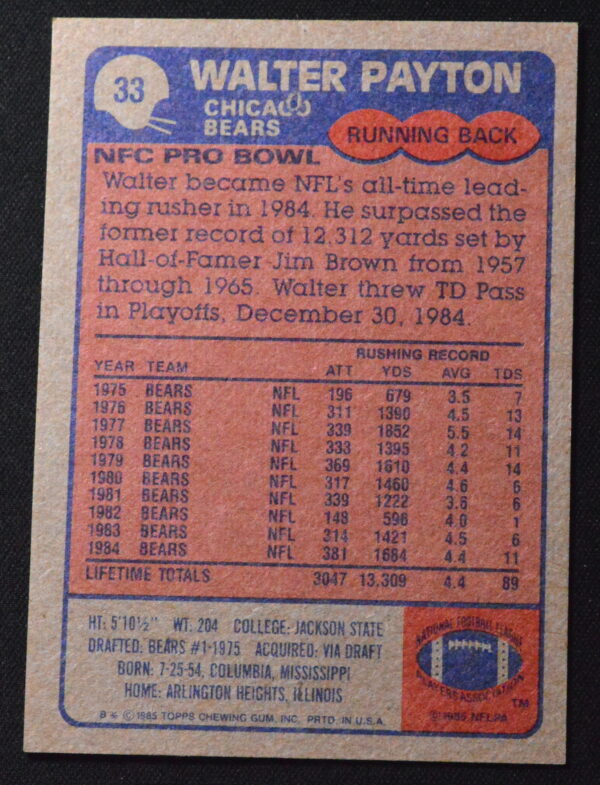 33
WALTER PAYTON
CHICAGO
BEARS
RUNNING BACK
NFC PRO BOWL
Walter became NFL's all-time lead-
ing rusher in 1984. He surpassed the
former record of 12,312 yards set by
Hall-of-Famer Jim Brown from 1957
through 1965. Walter threw TD Pass
in Playoffs, December 30, 1984.
RUSHING RECORD
YEAR TEAM ATT YDS AVG TDS
1975 BEARS NFL 196 679 3.5 7
1976 BEARS NFL 311 1390 4.5 13
1977 BEARS NFL 339 1852 5.5 14
1978 BEARS NFL 333 1395 4.2 11
1979 BEARS NFL 369 1610 4.4 14
1980 BEARS NFL 317 1460 4.6 6
1981 BEARS NFL 339 1222 3.6 6
1982 BEARS NFL 148 596 4.0 1
1983 BEARS NFL 314 1421 4.5 6
1984 BEARS NFL 381 1684 4.4 11
LIFETIME TOTALS 3047 13,309 4.4 89
HT: 5'10½" WT. 204 COLLEGE: JACKSON STATE
DRAFTED: BEARS #1-1975 ACQUIRED: VIA DRAFT
BORN: 7-25-54, COLUMBIA, MISSISSIPPI
HOME: ARLINGTON HEIGHTS, ILLINOIS
B* © 1985 TOPPS CHEWING GUM, INC. PRTD. IN U.S.A.
NATIONAL FOOTBALL LEAGUE
PLAYERS ASSOCIATION
TM
© 1985 NFLPA